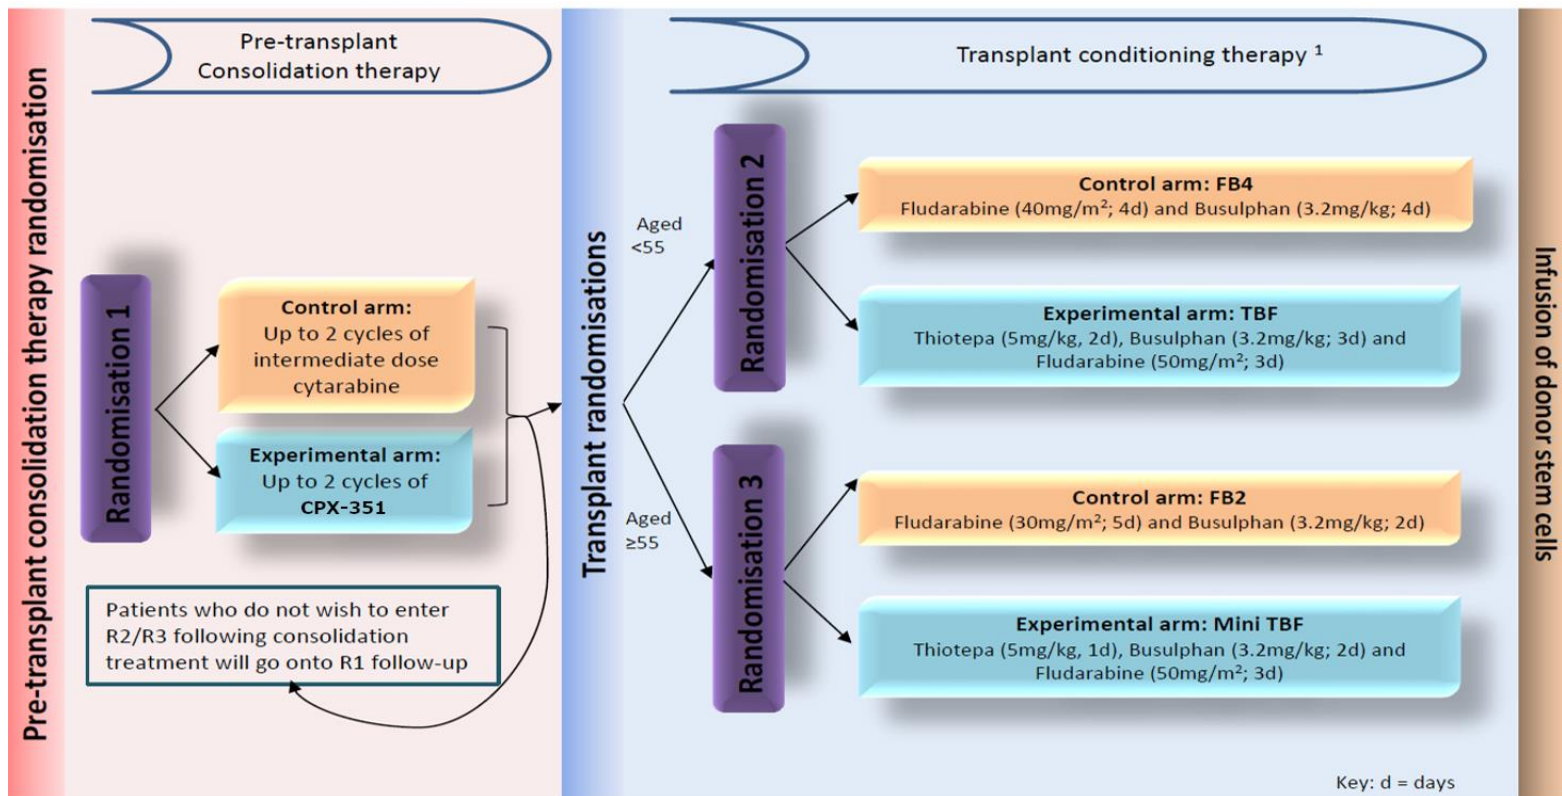 Pre-transplant consolidation therapy randomisation
Pre-transplant
Consolidation therapy
Randomisation 1
Control arm:
Up to 2 cycles of
intermediate dose
cytarabine
Experimental arm:
Up to 2 cycles of
CPX-351
Patients who do not wish to enter
R2/R3 following consolidation
treatment will go onto R1 follow-up
Transplant randomisations
Transplant conditioning therapy ¹
Aged
<55
Randomisation 2
Control arm: FB4
Fludarabine (40mg/m²; 4d) and Busulphan (3.2mg/kg; 4d)
Experimental arm: TBF
Thiotepa (5mg/kg, 2d), Busulphan (3.2mg/kg; 3d) and
Fludarabine (50mg/m²; 3d)
Aged
≥55
Randomisation 3
Control arm: FB2
Fludarabine (30mg/m²; 5d) and Busulphan (3.2mg/kg; 2d)
Experimental arm: Mini TBF
Thiotepa (5mg/kg, 1d), Busulphan (3.2mg/kg; 2d) and
Fludarabine (50mg/m²; 3d)
Key: d = days
Infusion of donor stem cells